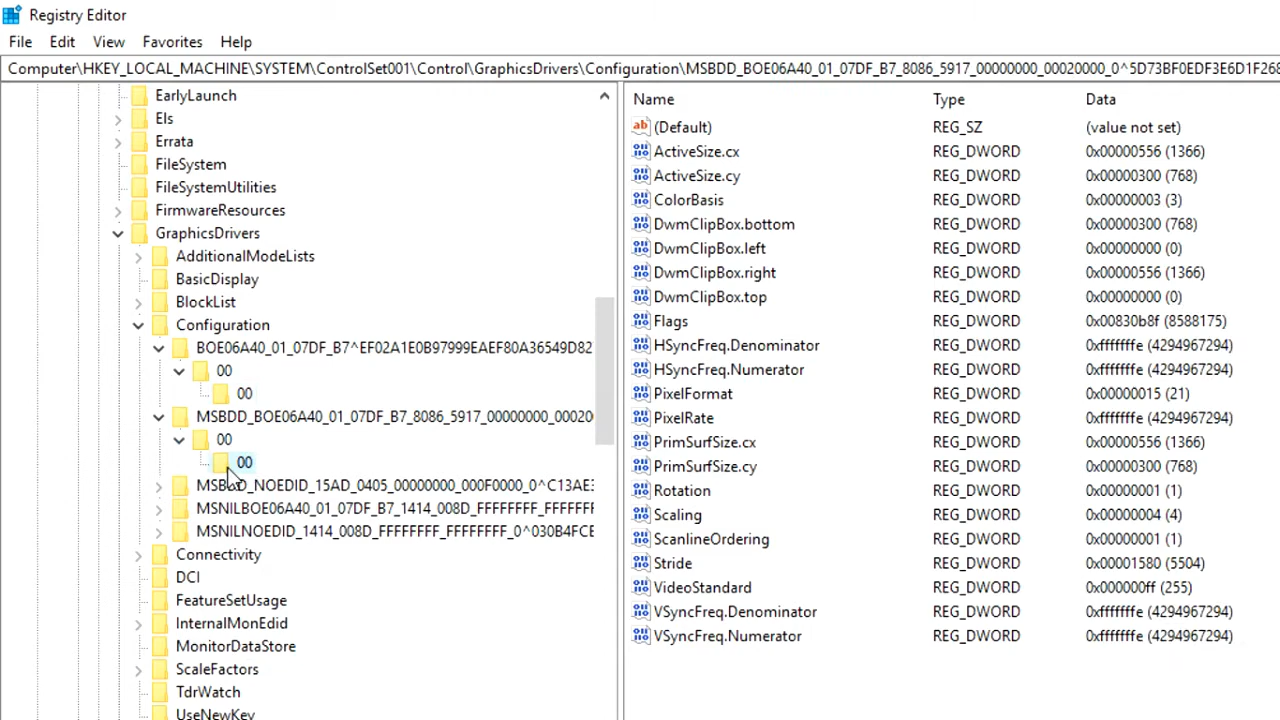 Registry Editor
File Edit View Favorites Help
Computer\HKEY_LOCAL_MACHINE\SYSTEM\ControlSet001\Control\GraphicsDrivers\Configuration\MSBDD_BOE06A40_01_07DF_B7_8086_5917_00000000_00020000_0^5D73BF0EDF3E6D1F268
EarlyLaunch
Els
Errata
FileSystem
FileSystemUtilities
FirmwareResources
GraphicsDrivers
AdditionalModeLists
BasicDisplay
BlockList
Configuration
BOE06A40_01_07DF_B7^EF02A1E0B97999EAEF80A36549D82
00
00
MSBDD_BOE06A40_01_07DF_B7_8086_5917_00000000_00020
00
00
MSBDD_NOEDID_15AD_0405_00000000_000F0000_0^C13AE3
MSNILBOE06A40_01_07DF_B7_1414_008D_FFFFFFFF_FFFFFFF
MSNILNOEDID_1414_008D_FFFFFFFF_FFFFFFFF_0^030B4FCE
Connectivity
DCI
FeatureSetUsage
InternalMonEdid
MonitorDataStore
ScaleFactors
TdrWatch
UseNewKey
Name Type Data
(Default) REG_SZ (value not set)
ActiveSize.cx REG_DWORD 0x00000556 (1366)
ActiveSize.cy REG_DWORD 0x00000300 (768)
ColorBasis REG_DWORD 0x00000003 (3)
DwmClipBox.bottom REG_DWORD 0x00000300 (768)
DwmClipBox.left REG_DWORD 0x00000000 (0)
DwmClipBox.right REG_DWORD 0x00000556 (1366)
DwmClipBox.top REG_DWORD 0x00000000 (0)
Flags REG_DWORD 0x00830b8f (8588175)
HSyncFreq.Denominator REG_DWORD 0xfffffffe (4294967294)
HSyncFreq.Numerator REG_DWORD 0xfffffffe (4294967294)
PixelFormat REG_DWORD 0x00000015 (21)
PixelRate REG_DWORD 0xfffffffe (4294967294)
PrimSurfSize.cx REG_DWORD 0x00000556 (1366)
PrimSurfSize.cy REG_DWORD 0x00000300 (768)
Rotation REG_DWORD 0x00000001 (1)
Scaling REG_DWORD 0x00000004 (4)
ScanlineOrdering REG_DWORD 0x00000001 (1)
Stride REG_DWORD 0x00001580 (5504)
VideoStandard REG_DWORD 0x000000ff (255)
VSyncFreq.Denominator REG_DWORD 0xfffffffe (4294967294)
VSyncFreq.Numerator REG_DWORD 0xfffffffe (4294967294)